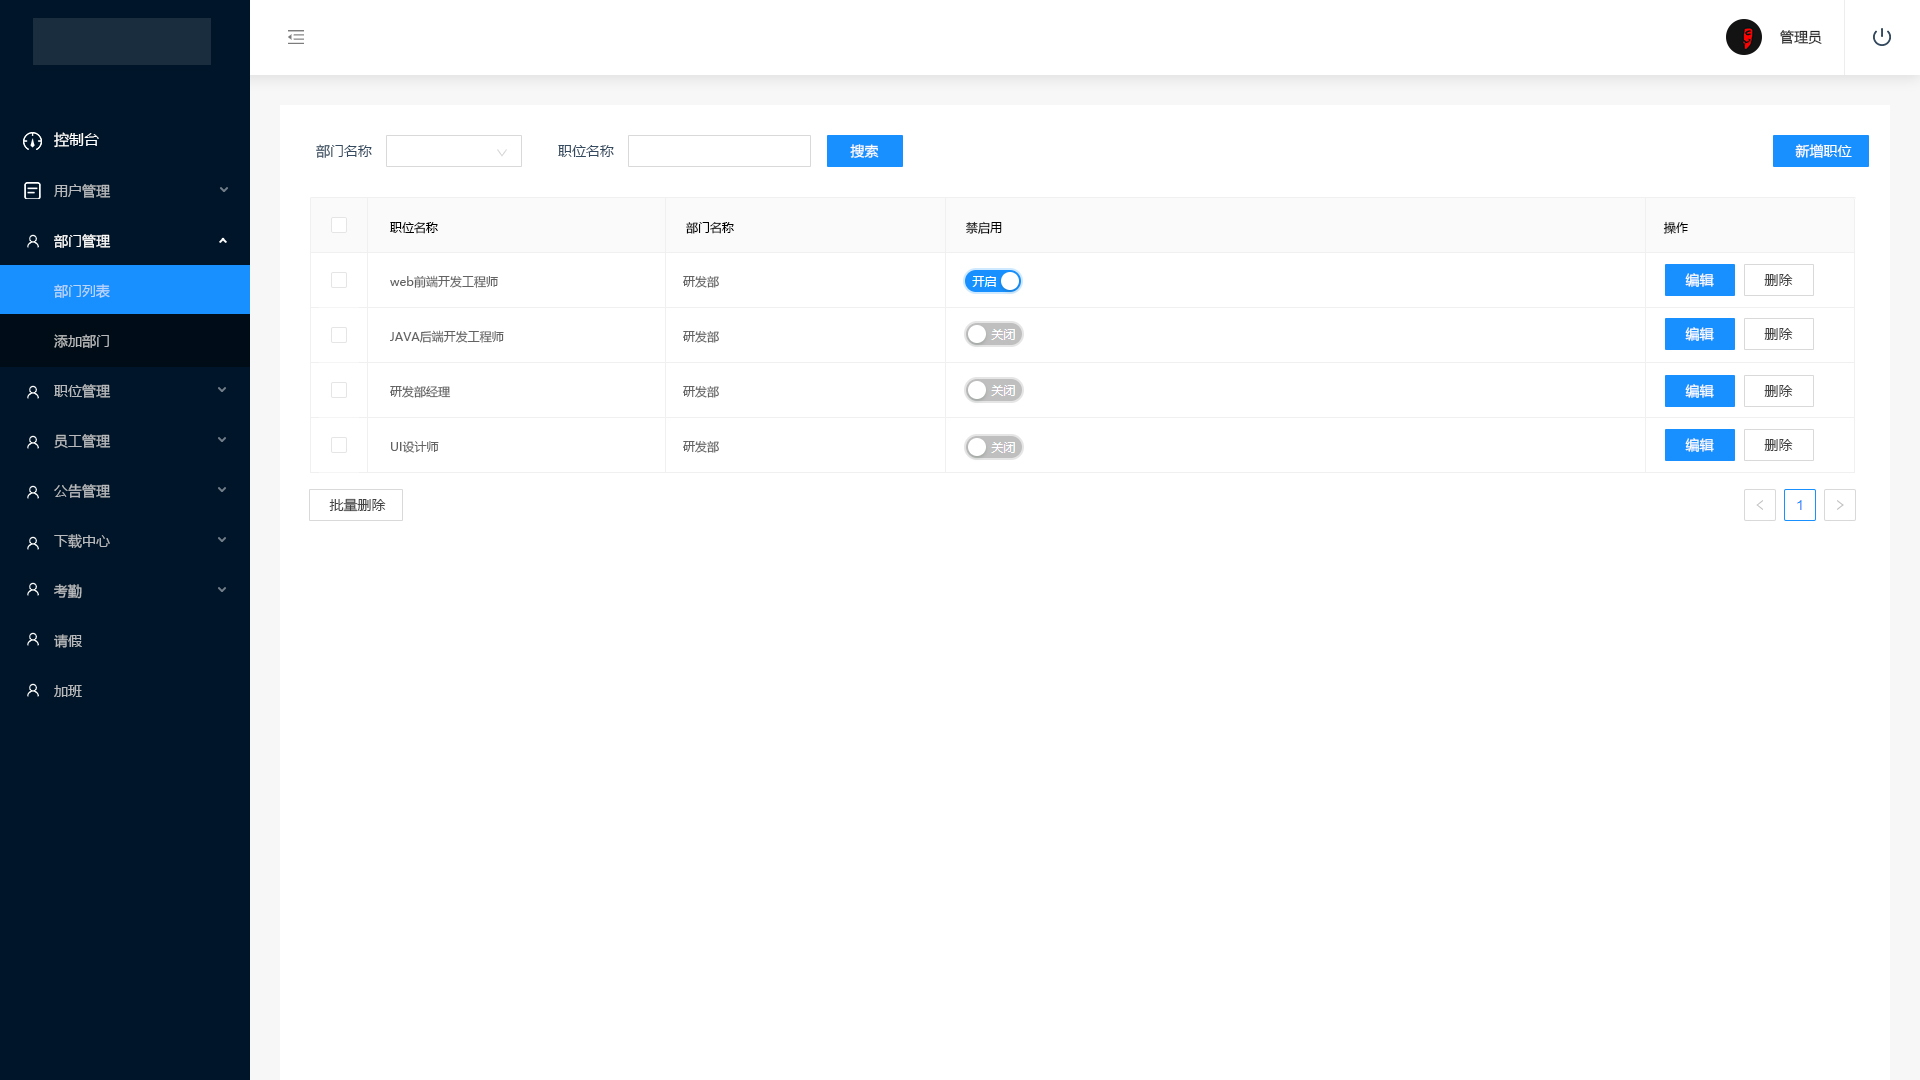 管理员
控制台
用户管理
部门管理
部门列表
添加部门
职位管理
员工管理
公告管理
下载中心
考勤
请假
加班
部门名称
职位名称
搜索
新增职位
职位名称 部门名称 禁启用 操作
web前端开发工程师 研发部 开启 编辑 删除
JAVA后端开发工程师 研发部 关闭 编辑 删除
研发部经理 研发部 关闭 编辑 删除
UI设计师 研发部 关闭 编辑 删除
批量删除
< 1 >